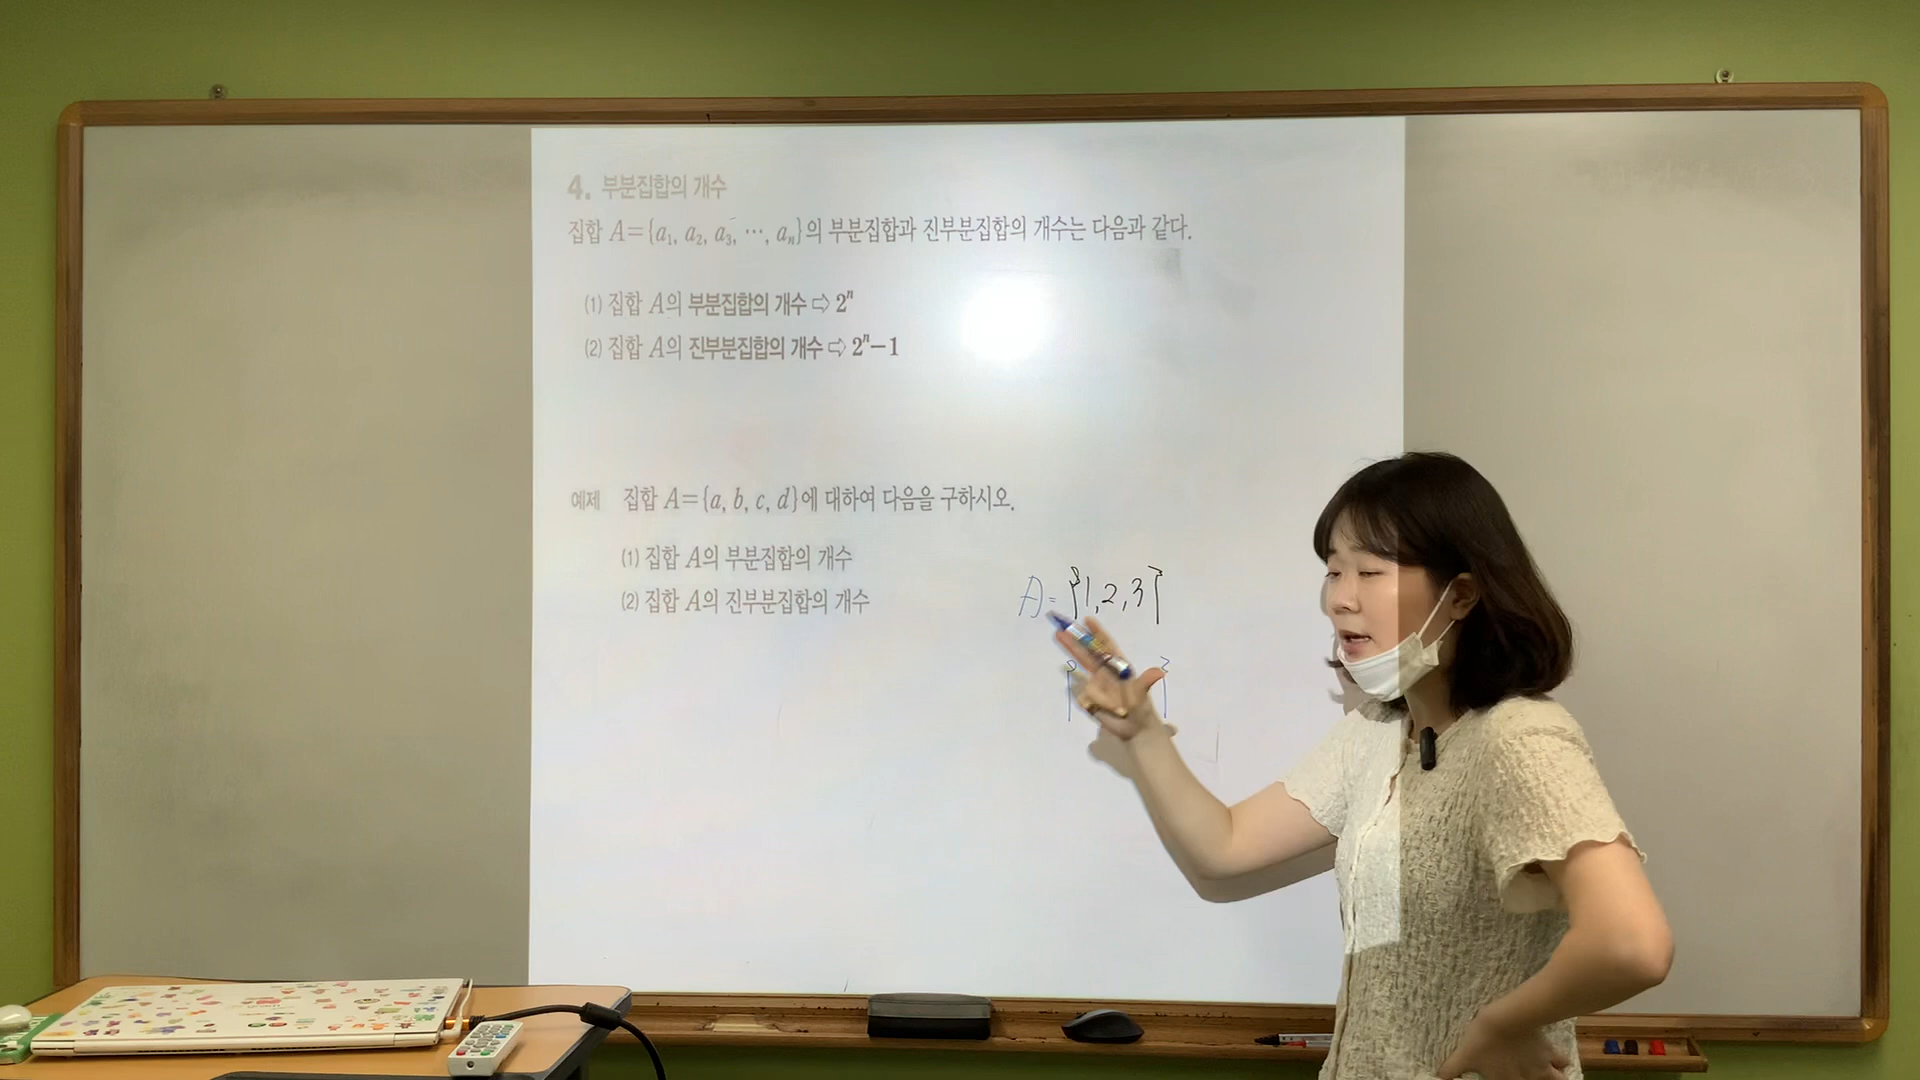 4. 부분집합의 개수
집합 A={a₁, a₂, a₃, ⋯, aₙ}의 부분집합과 진부분집합의 개수는 다음과 같다.
(1) 집합 A의 부분집합의 개수 ⇨ 2ⁿ
(2) 집합 A의 진부분집합의 개수 ⇨ 2ⁿ−1
예제 집합 A={a, b, c, d}에 대하여 다음을 구하시오.
(1) 집합 A의 부분집합의 개수
(2) 집합 A의 진부분집합의 개수
A= {1,2,3}
{ }